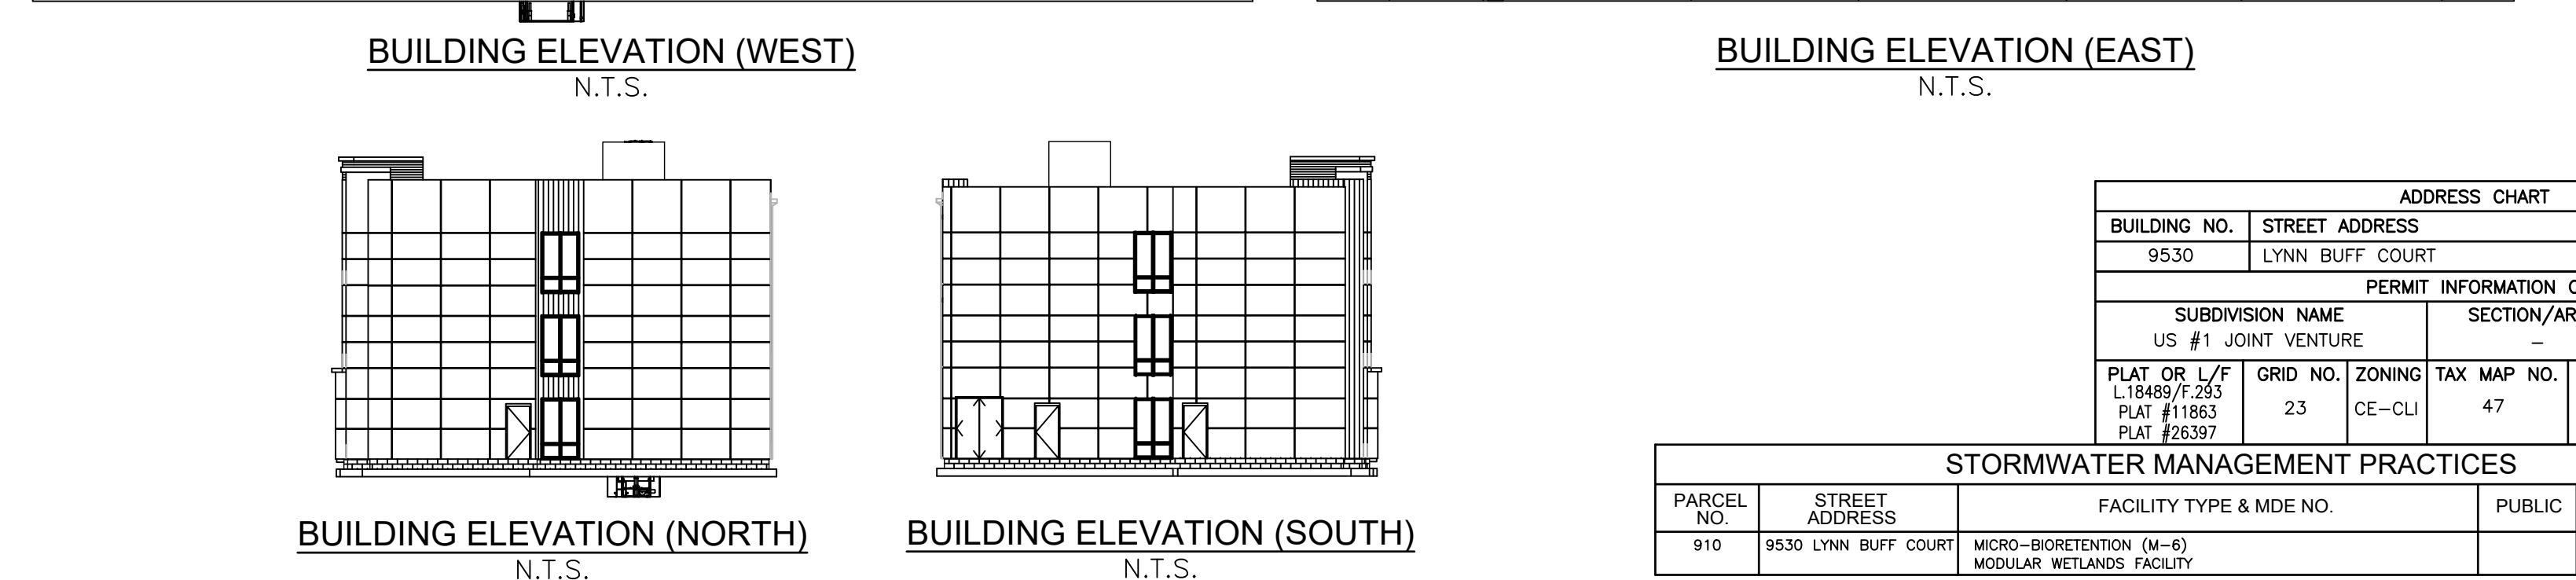 BUILDING ELEVATION (WEST)
N.T.S.
BUILDING ELEVATION (EAST)
N.T.S.
BUILDING ELEVATION (NORTH)
N.T.S.
BUILDING ELEVATION (SOUTH)
N.T.S.
ADDRESS CHART
BUILDING NO. STREET ADDRESS
9530 LYNN BUFF COURT
PERMIT INFORMATION
SUBDIVISION NAME
US #1 JOINT VENTURE
SECTION/AR
–
PLAT OR L/F
L.18489/F.293
PLAT #11863
PLAT #26397
GRID NO.
23
ZONING
CE-CLI
TAX MAP NO.
47
STORMWATER MANAGEMENT PRACTICES
PARCEL
NO.
STREET
ADDRESS
FACILITY TYPE & MDE NO.
PUBLIC
910
9530 LYNN BUFF COURT
MICRO-BIORETENTION (M-6)
MODULAR WETLANDS FACILITY